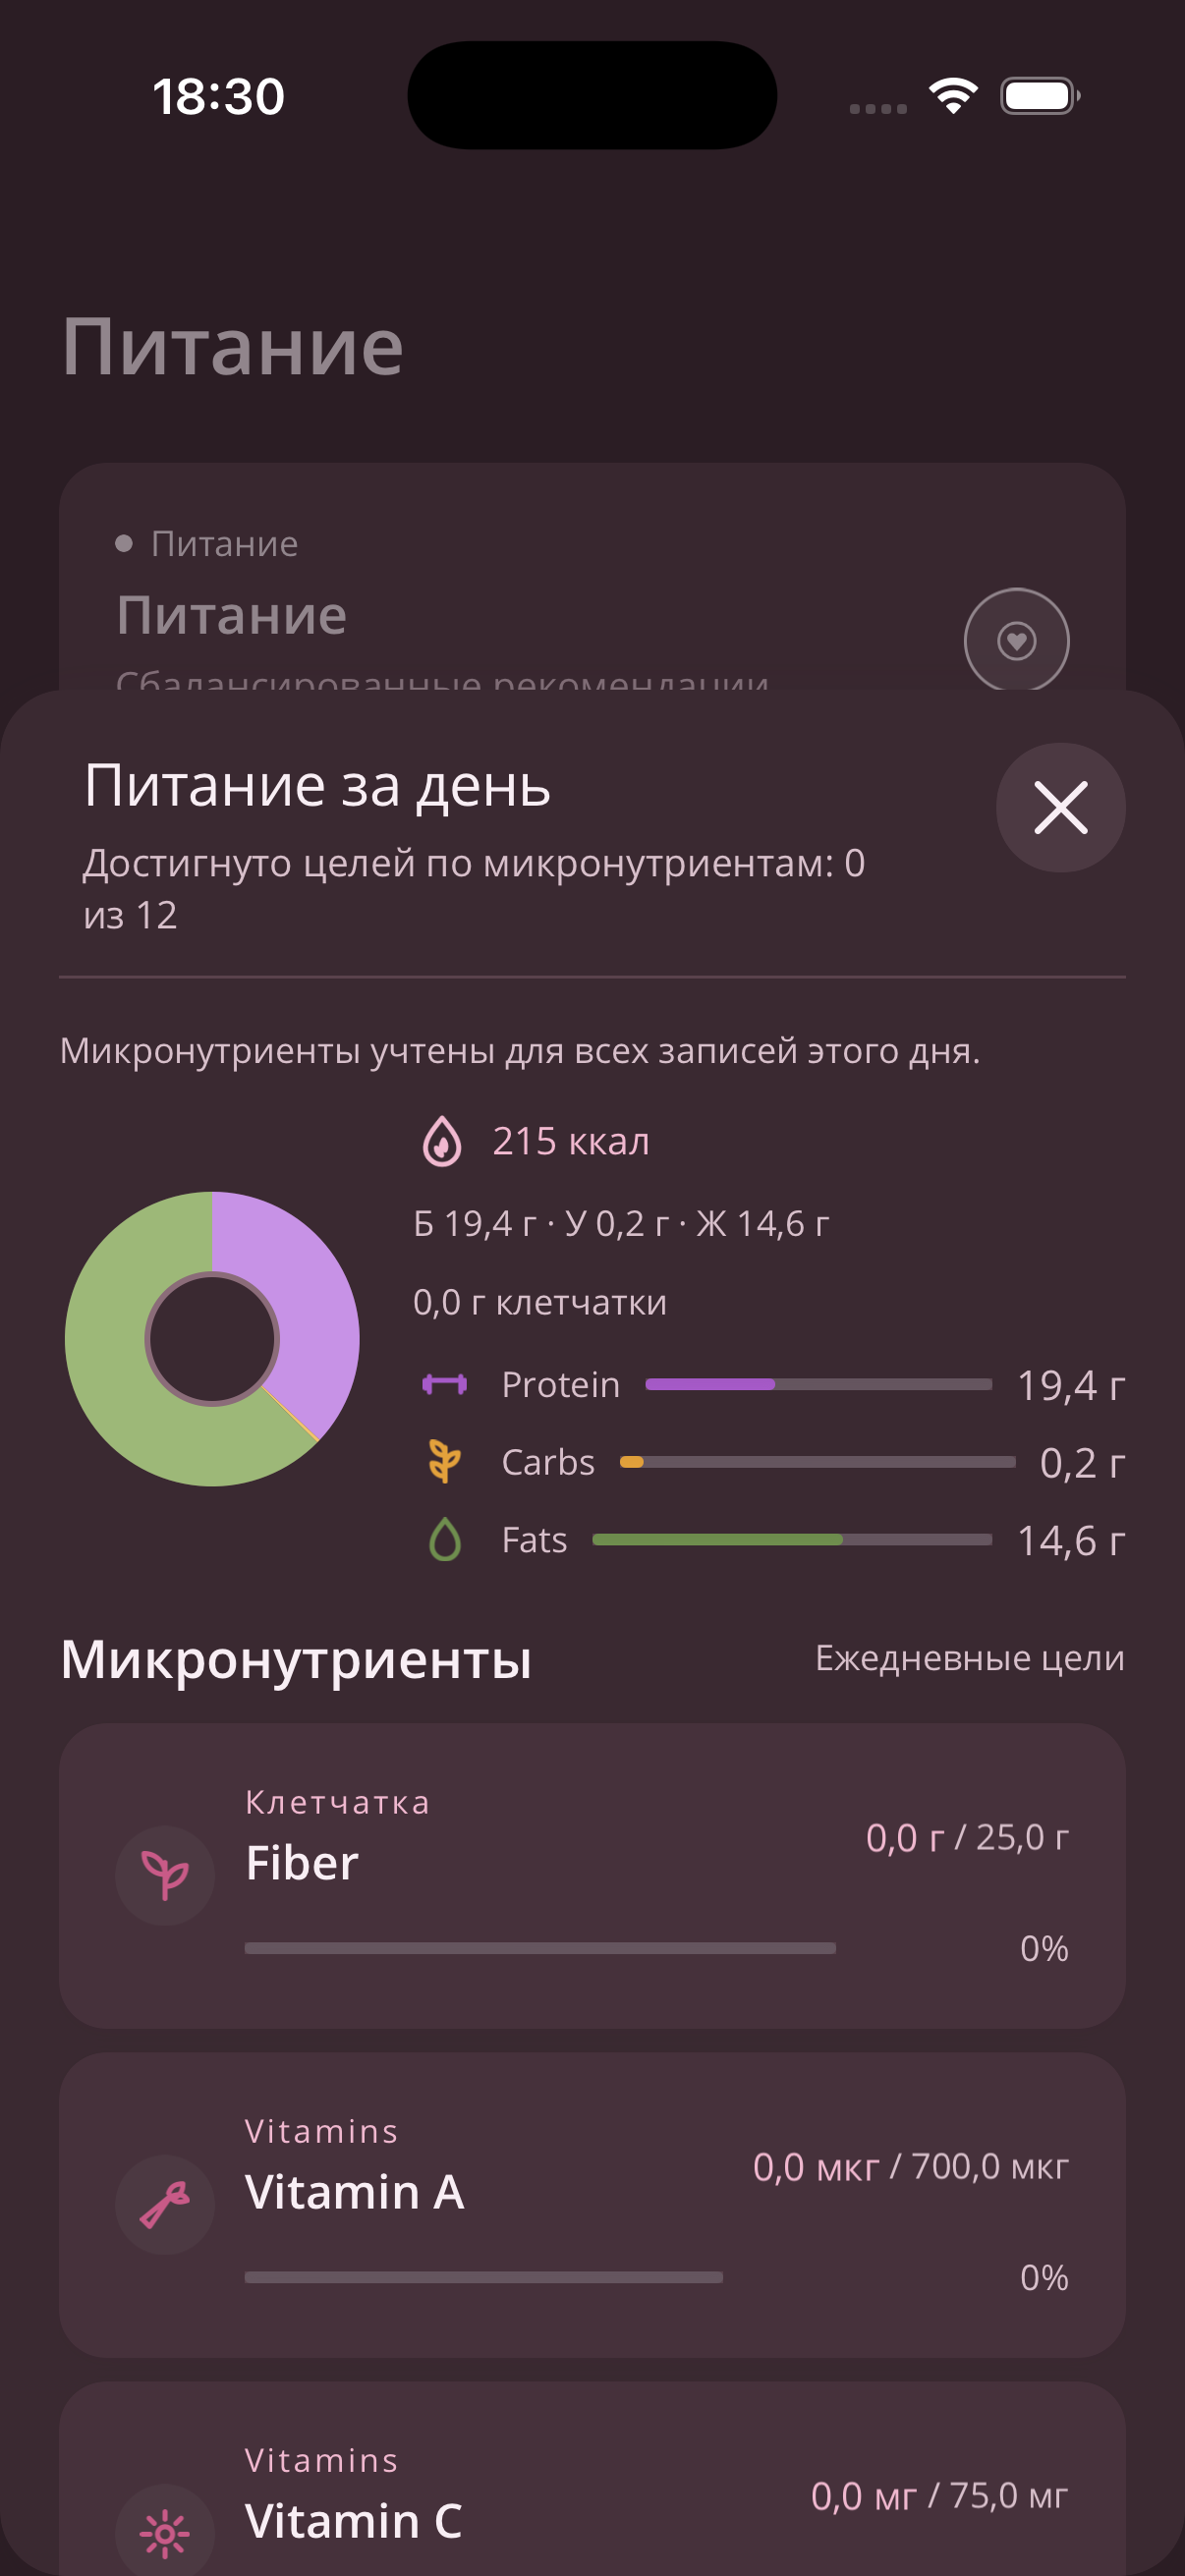 18:30
Питание
Питание
Питание
Сбалансированные рекомендации
Питание за день
Достигнуто целей по микронутриентам: 0
из 12
Микронутриенты учтены для всех записей этого дня.
215 ккал
Б 19,4 г · У 0,2 г · Ж 14,6 г
0,0 г клетчатки
Protein 19,4 г
Carbs 0,2 г
Fats 14,6 г
Микронутриенты Ежедневные цели
Клетчатка
Fiber
0,0 г / 25,0 г
0%
Vitamins
Vitamin A
0,0 мкг / 700,0 мкг
0%
Vitamins
Vitamin C
0,0 мг / 75,0 мг